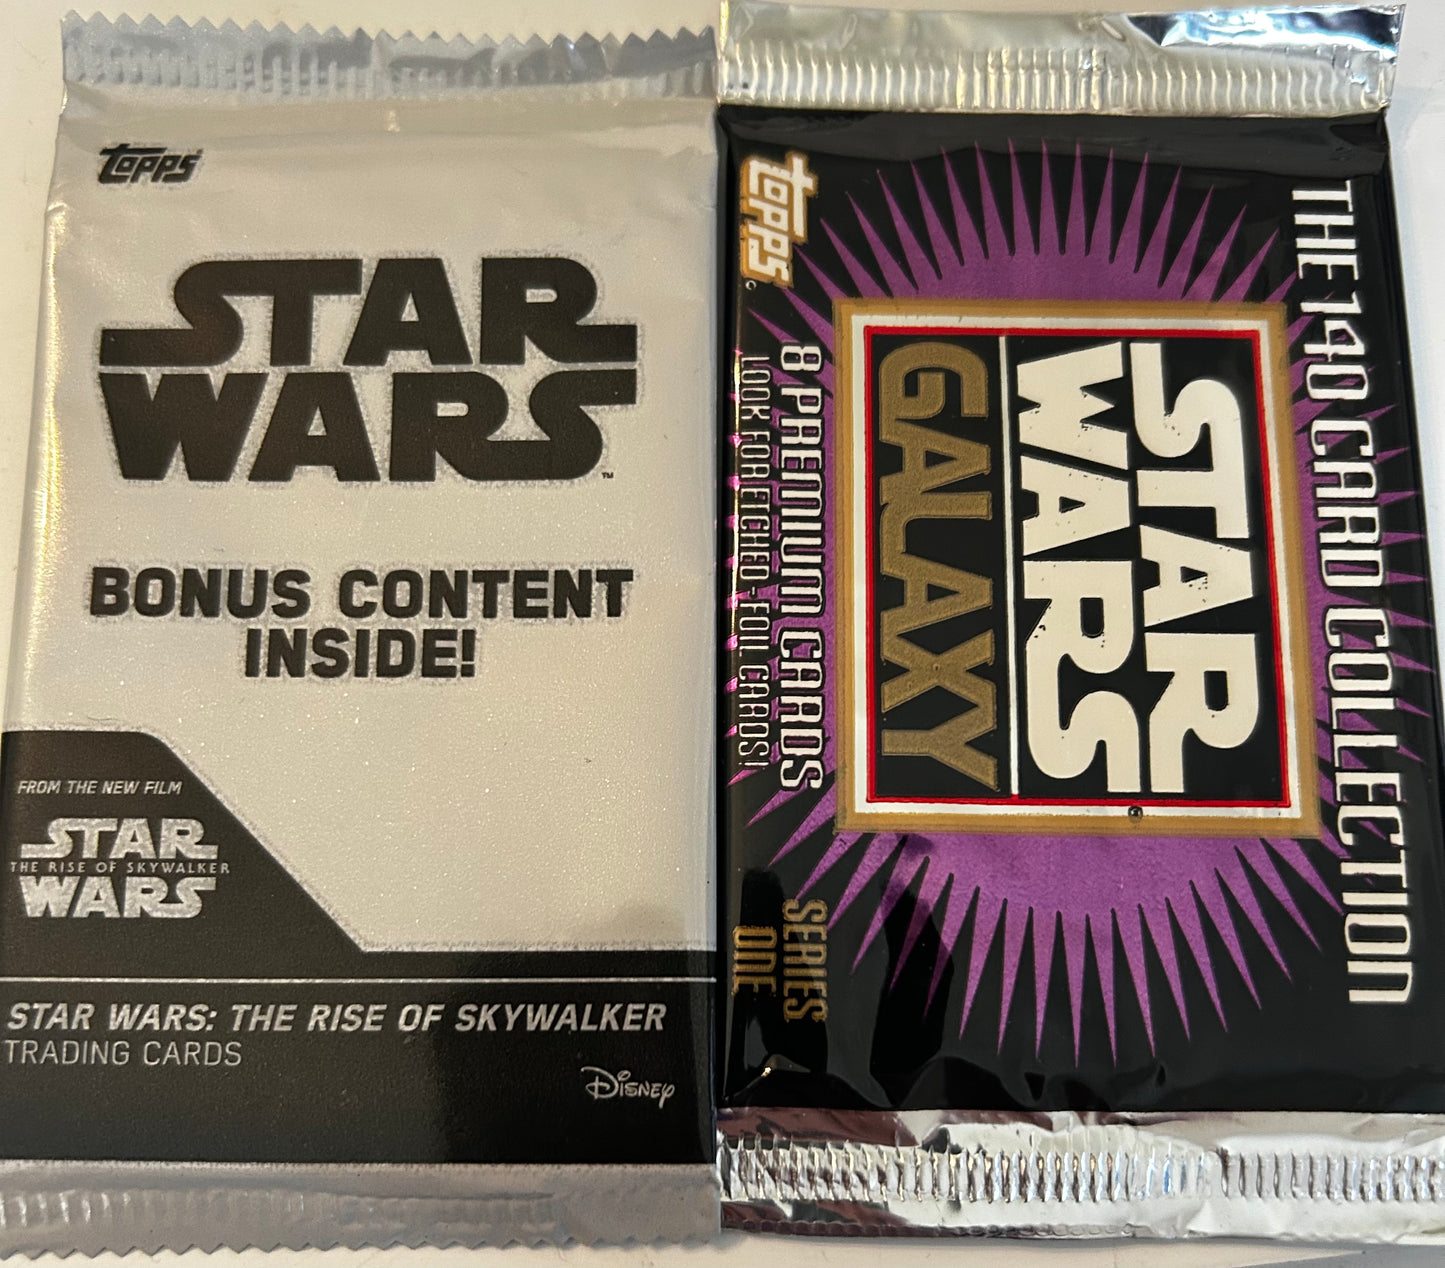 TOPPS
STAR
WARS
™
BONUS CONTENT
INSIDE!
FROM THE NEW FILM
STAR
THE RISE OF SKYWALKER
WARS
STAR WARS: THE RISE OF SKYWALKER
TRADING CARDS
DISNEY
THE 140 CARD COLLECTION
STAR
WARS
GALAXY
TOPPS
8 PREMIUM CARDS
LOOK FOR ETCHED-FOIL CARDS!
SERIES
ONE